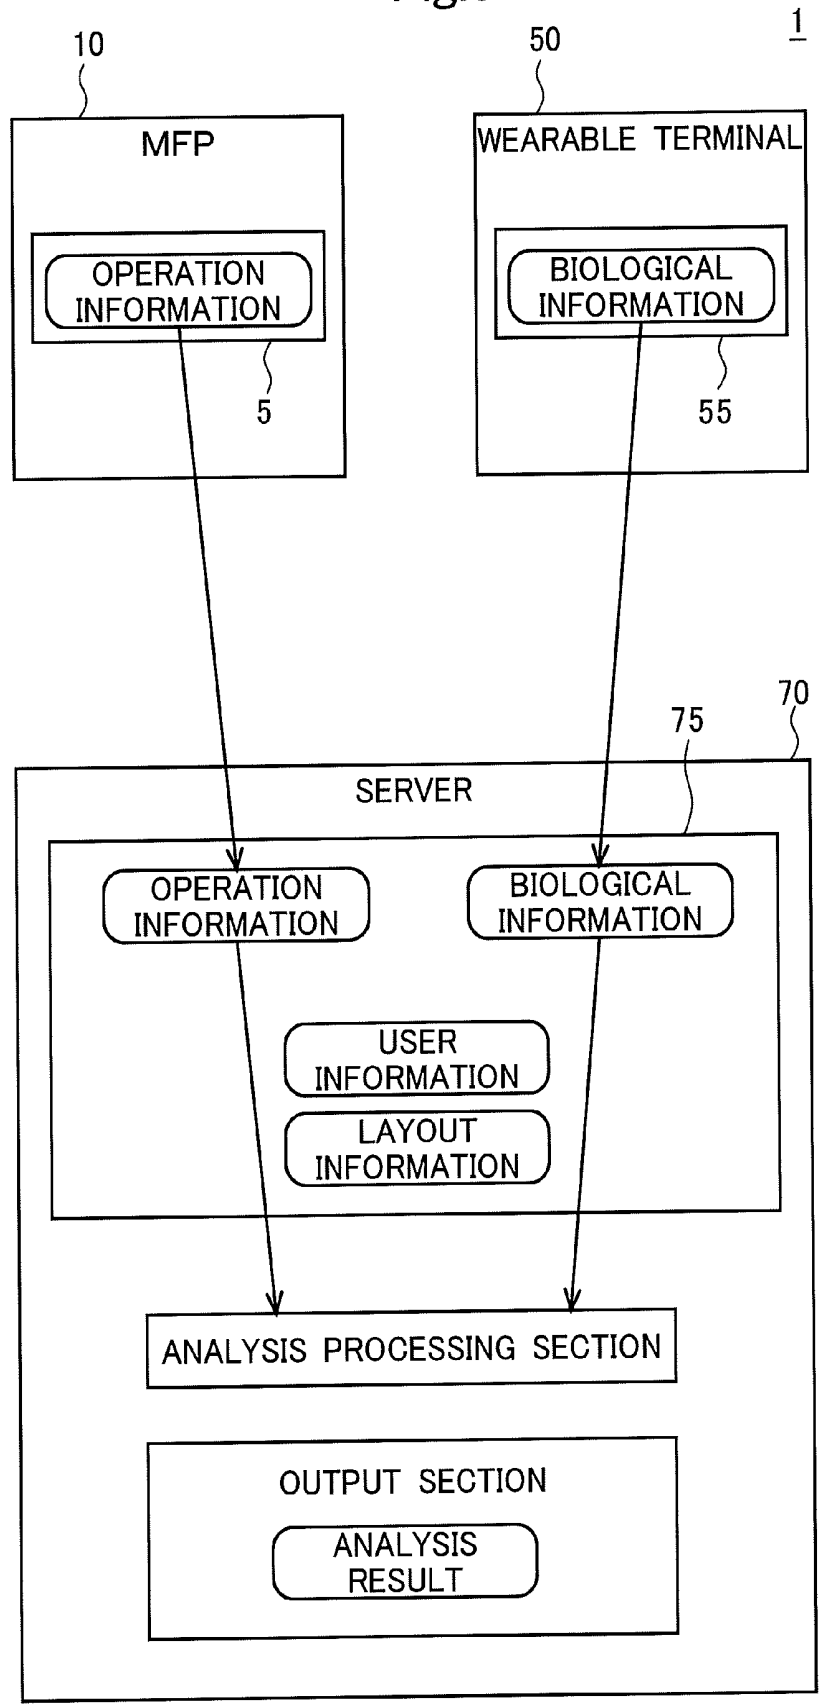 1
10
50
MFP
WEARABLE TERMINAL
OPERATION
INFORMATION
BIOLOGICAL
INFORMATION
5
55
70
75
SERVER
OPERATION
INFORMATION
BIOLOGICAL
INFORMATION
USER
INFORMATION
LAYOUT
INFORMATION
ANALYSIS PROCESSING SECTION
OUTPUT SECTION
ANALYSIS
RESULT